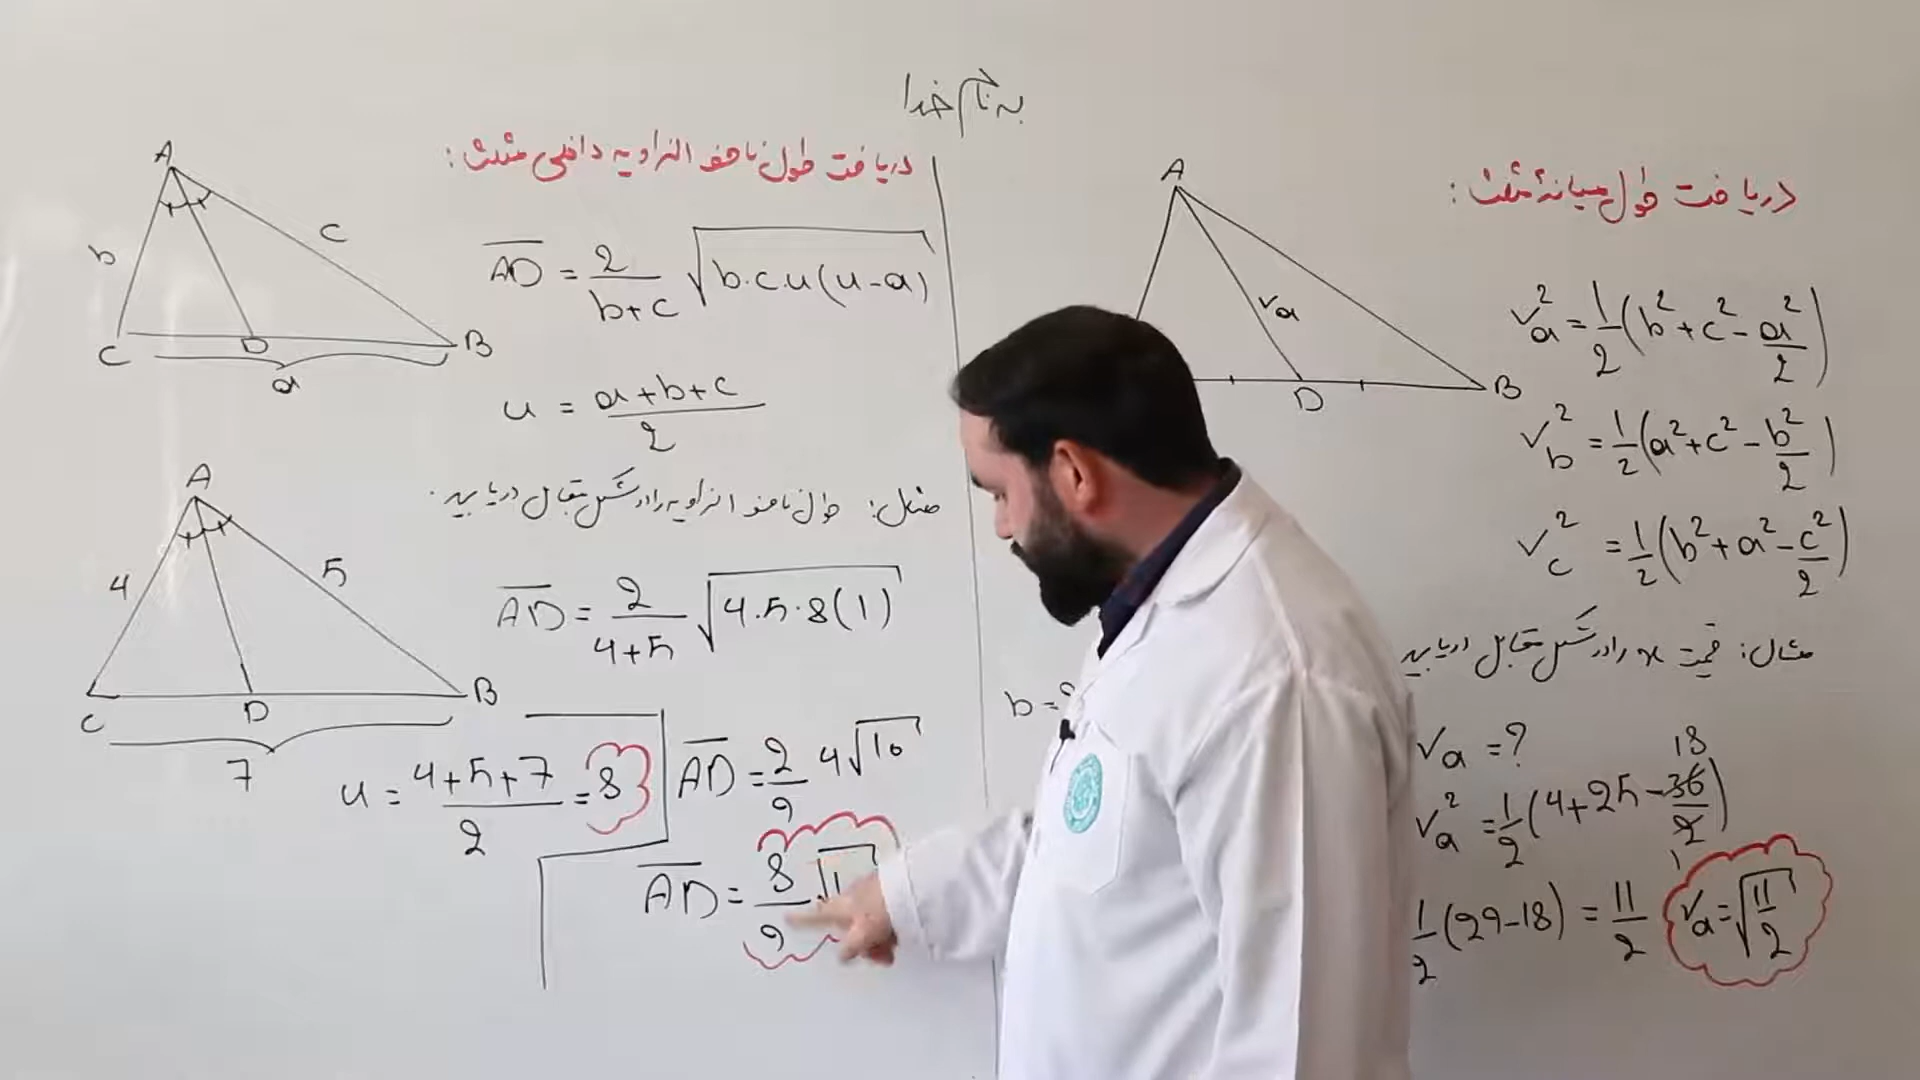 به نام خدا
دریافت طول ناصف الزاویه داخلی مثلث:
A
b
c
C
D
B
a
AD = 2/(b+c) √(b·c·u(u-a))
u = (a+b+c)/2
مثال: طول ناصف الزاویه را در شکل مقابل دریابید.
A
4
5
C
D
B
7
AD = 2/(4+5) √(4·5·8(1))
u = (4+5+7)/2 = 8
AD = 2/9 4√10
AD = 8/9
دریافت طول میانهٔ مثلث:
A
Va
D
B
Va² = 1/2(b²+c²-a²/2)
Vb² = 1/2(a²+c²-b²/2)
Vc² = 1/2(b²+a²-c²/2)
مثال: قیمت x را در شکل مقابل دریابید
b =
Va = ?
18
Va² = 1/2(4+25-36/2)
1
1/2(29-18) = 11/2
Va = √(11/2)